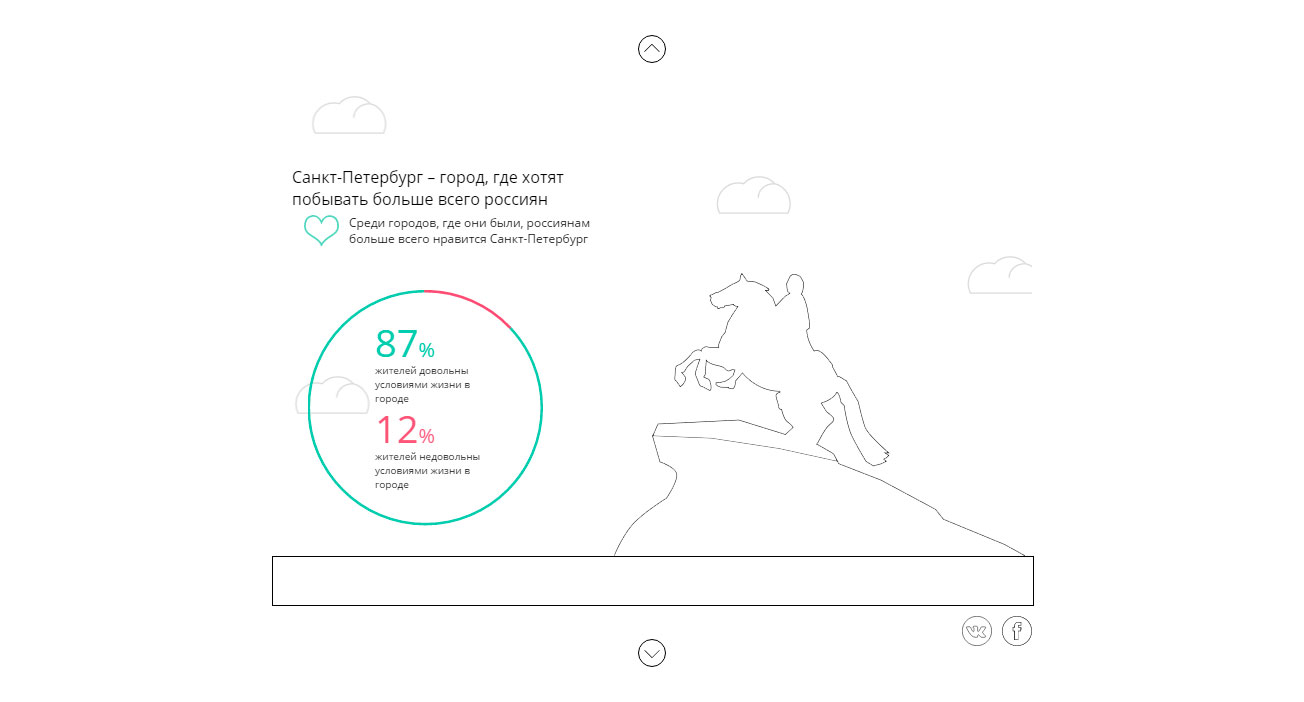 Санкт-Петербург – город, где хотят
побывать больше всего россиян
Среди городов, где они были, россиянам
больше всего нравится Санкт-Петербург
87%
жителей довольны
условиями жизни в
городе
12%
жителей недовольны
условиями жизни в
городе